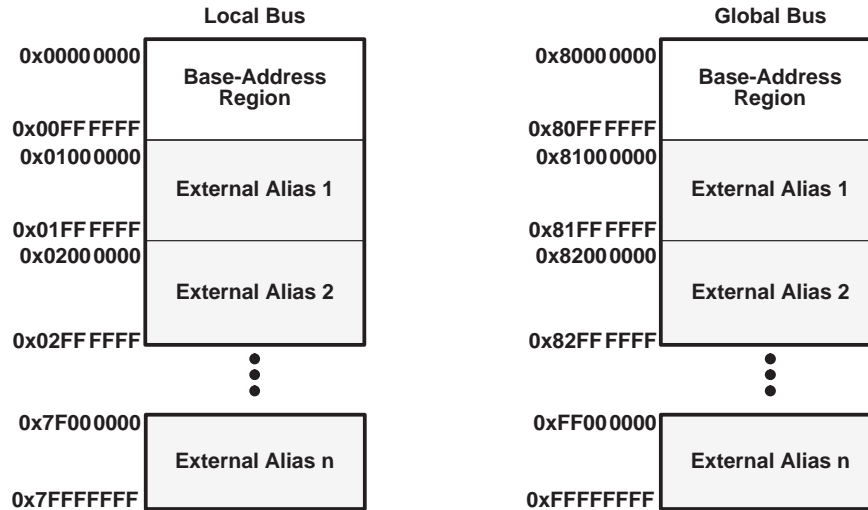 Local Bus
0x0000 0000
Base-Address
Region
0x00FF FFFF
0x0100 0000
External Alias 1
0x01FF FFFF
0x0200 0000
External Alias 2
0x02FF FFFF
0x7F00 0000
External Alias n
0x7FFFFFFF
Global Bus
0x8000 0000
Base-Address
Region
0x80FF FFFF
0x8100 0000
External Alias 1
0x81FF FFFF
0x8200 0000
External Alias 2
0x82FF FFFF
0xFF00 0000
External Alias n
0xFFFFFFFF